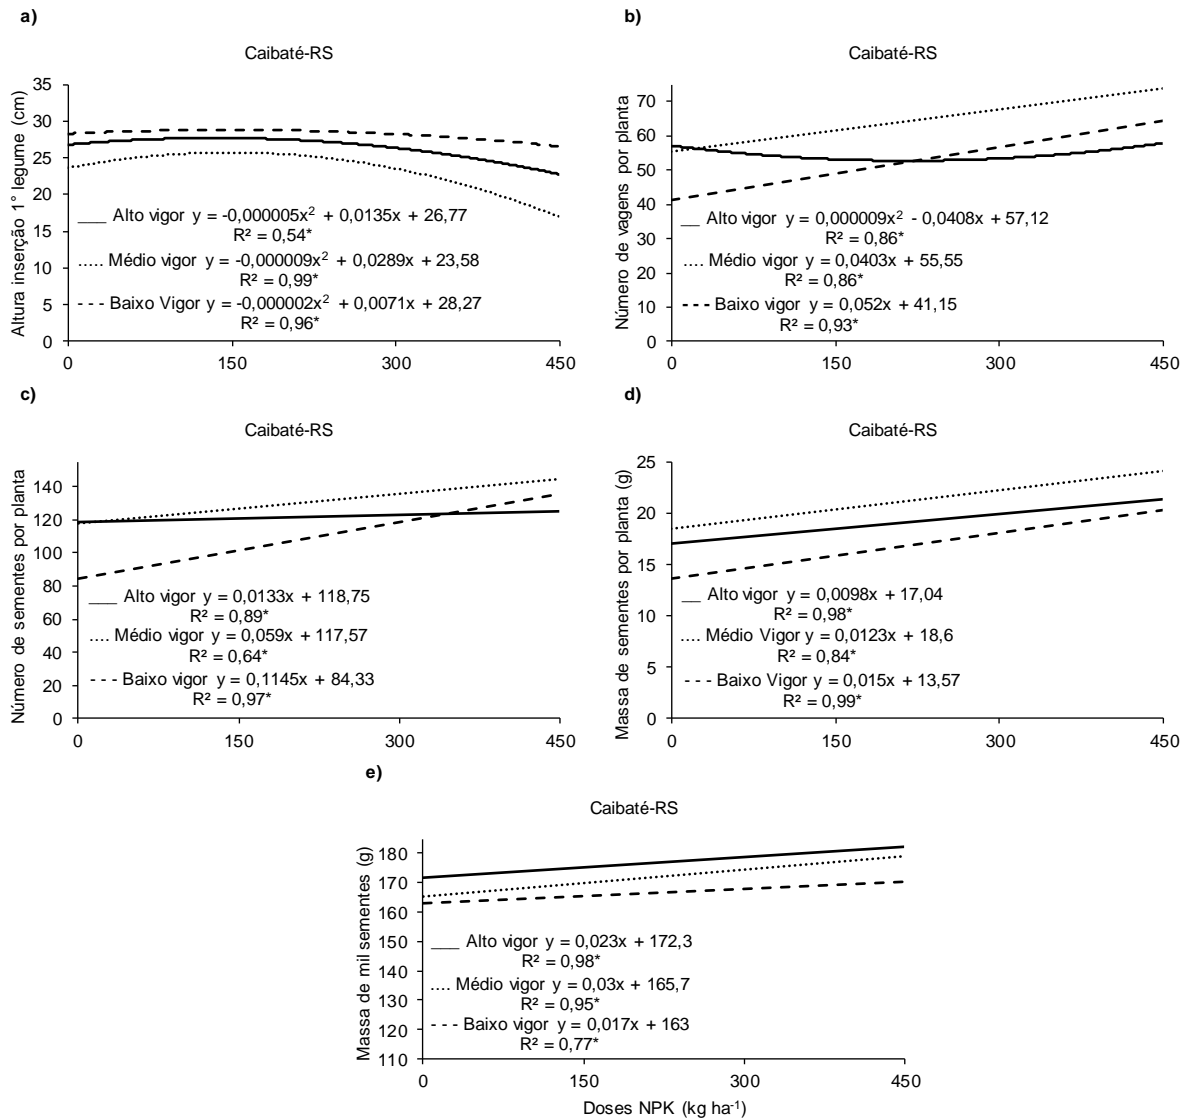 a)
Caibaté-RS
Altura inserção 1° legume (cm)
35
30
25
20
15
10
5
0
___ Alto vigor y = -0,000005x² + 0,0135x + 26,77
R² = 0,54*
..... Médio vigor y = -0,000009x² + 0,0289x + 23,58
R² = 0,99*
- - - Baixo Vigor y = -0,000002x² + 0,0071x + 28,27
R² = 0,96*
0 150 300 450
b)
Caibaté-RS
Número de vagens por planta
70
60
50
40
30
20
10
0
__ Alto vigor y = 0,000009x² - 0,0408x + 57,12
R² = 0,86*
..... Médio vigor y = 0,0403x + 55,55
R² = 0,86*
- - - Baixo vigor y = 0,052x + 41,15
R² = 0,93*
0 150 300 450
c)
Caibaté-RS
Número de sementes por planta
140
120
100
80
60
40
20
0
___ Alto vigor y = 0,0133x + 118,75
R² = 0,89*
.... Médio vigor y = 0,059x + 117,57
R² = 0,64*
- - - Baixo vigor y = 0,1145x + 84,33
R² = 0,97*
0 150 300 450
d)
Caibaté-RS
Massa de sementes por planta (g)
25
20
15
10
5
0
__ Alto vigor y = 0,0098x + 17,04
R² = 0,98*
.... Médio Vigor y = 0,0123x + 18,6
R² = 0,84*
- - - Baixo Vigor y = 0,015x + 13,57
R² = 0,99*
0 150 300 450
e)
Caibaté-RS
Massa de mil sementes (g)
180
170
160
150
140
130
120
110
___ Alto vigor y = 0,023x + 172,3
R² = 0,98*
.... Médio vigor y = 0,03x + 165,7
R² = 0,95*
- - - Baixo vigor y = 0,017x + 163
R² = 0,77*
0 150 300 450
Doses NPK (kg ha⁻¹)